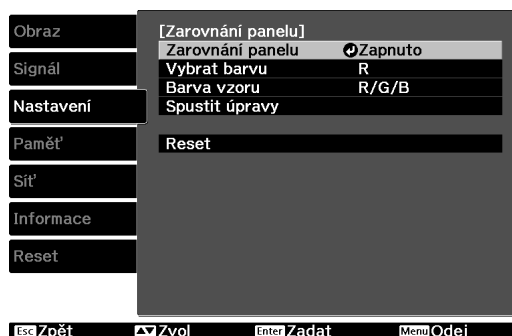 Obraz
Signál
Nastavení
Paměť
Síť
Informace
Reset
[Zarovnání panelu]
Zarovnání panelu Zapnuto
Vybrat barvu R
Barva vzoru R/G/B
Spustit úpravy
Reset
Esc Zpět Zvol Enter Zadat Menu Odej